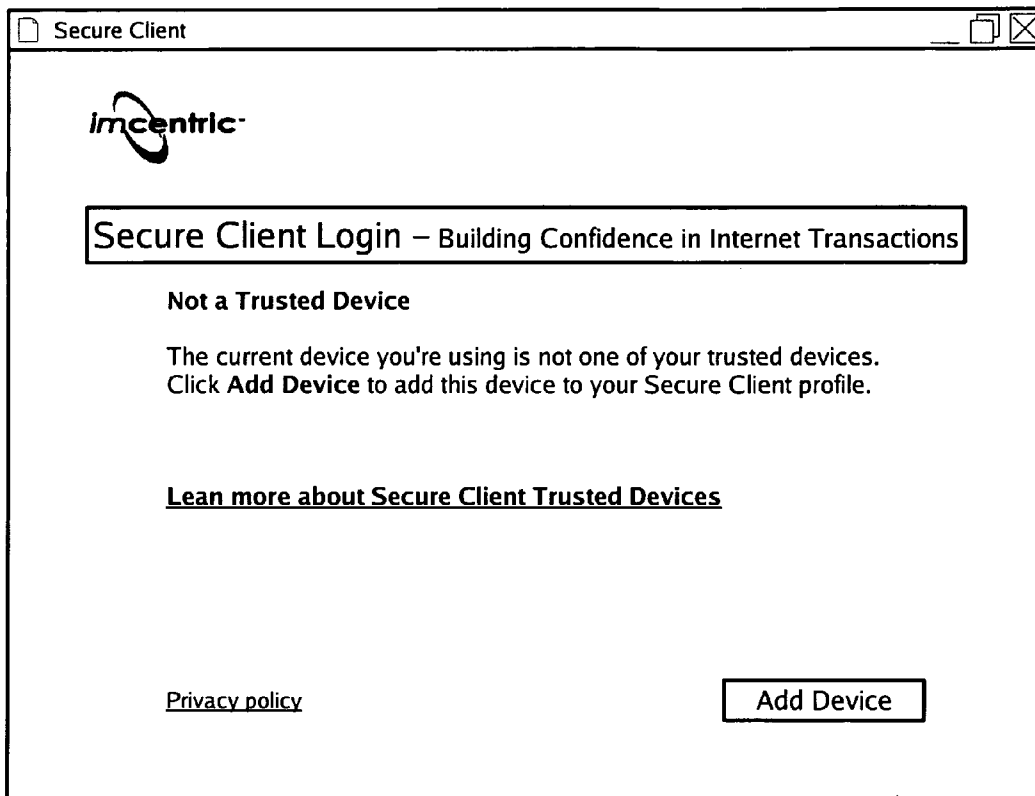 Secure Client
imcentric
Secure Client Login – Building Confidence in Internet Transactions
Not a Trusted Device
The current device you're using is not one of your trusted devices.
Click Add Device to add this device to your Secure Client profile.
Lean more about Secure Client Trusted Devices
Privacy policy
Add Device